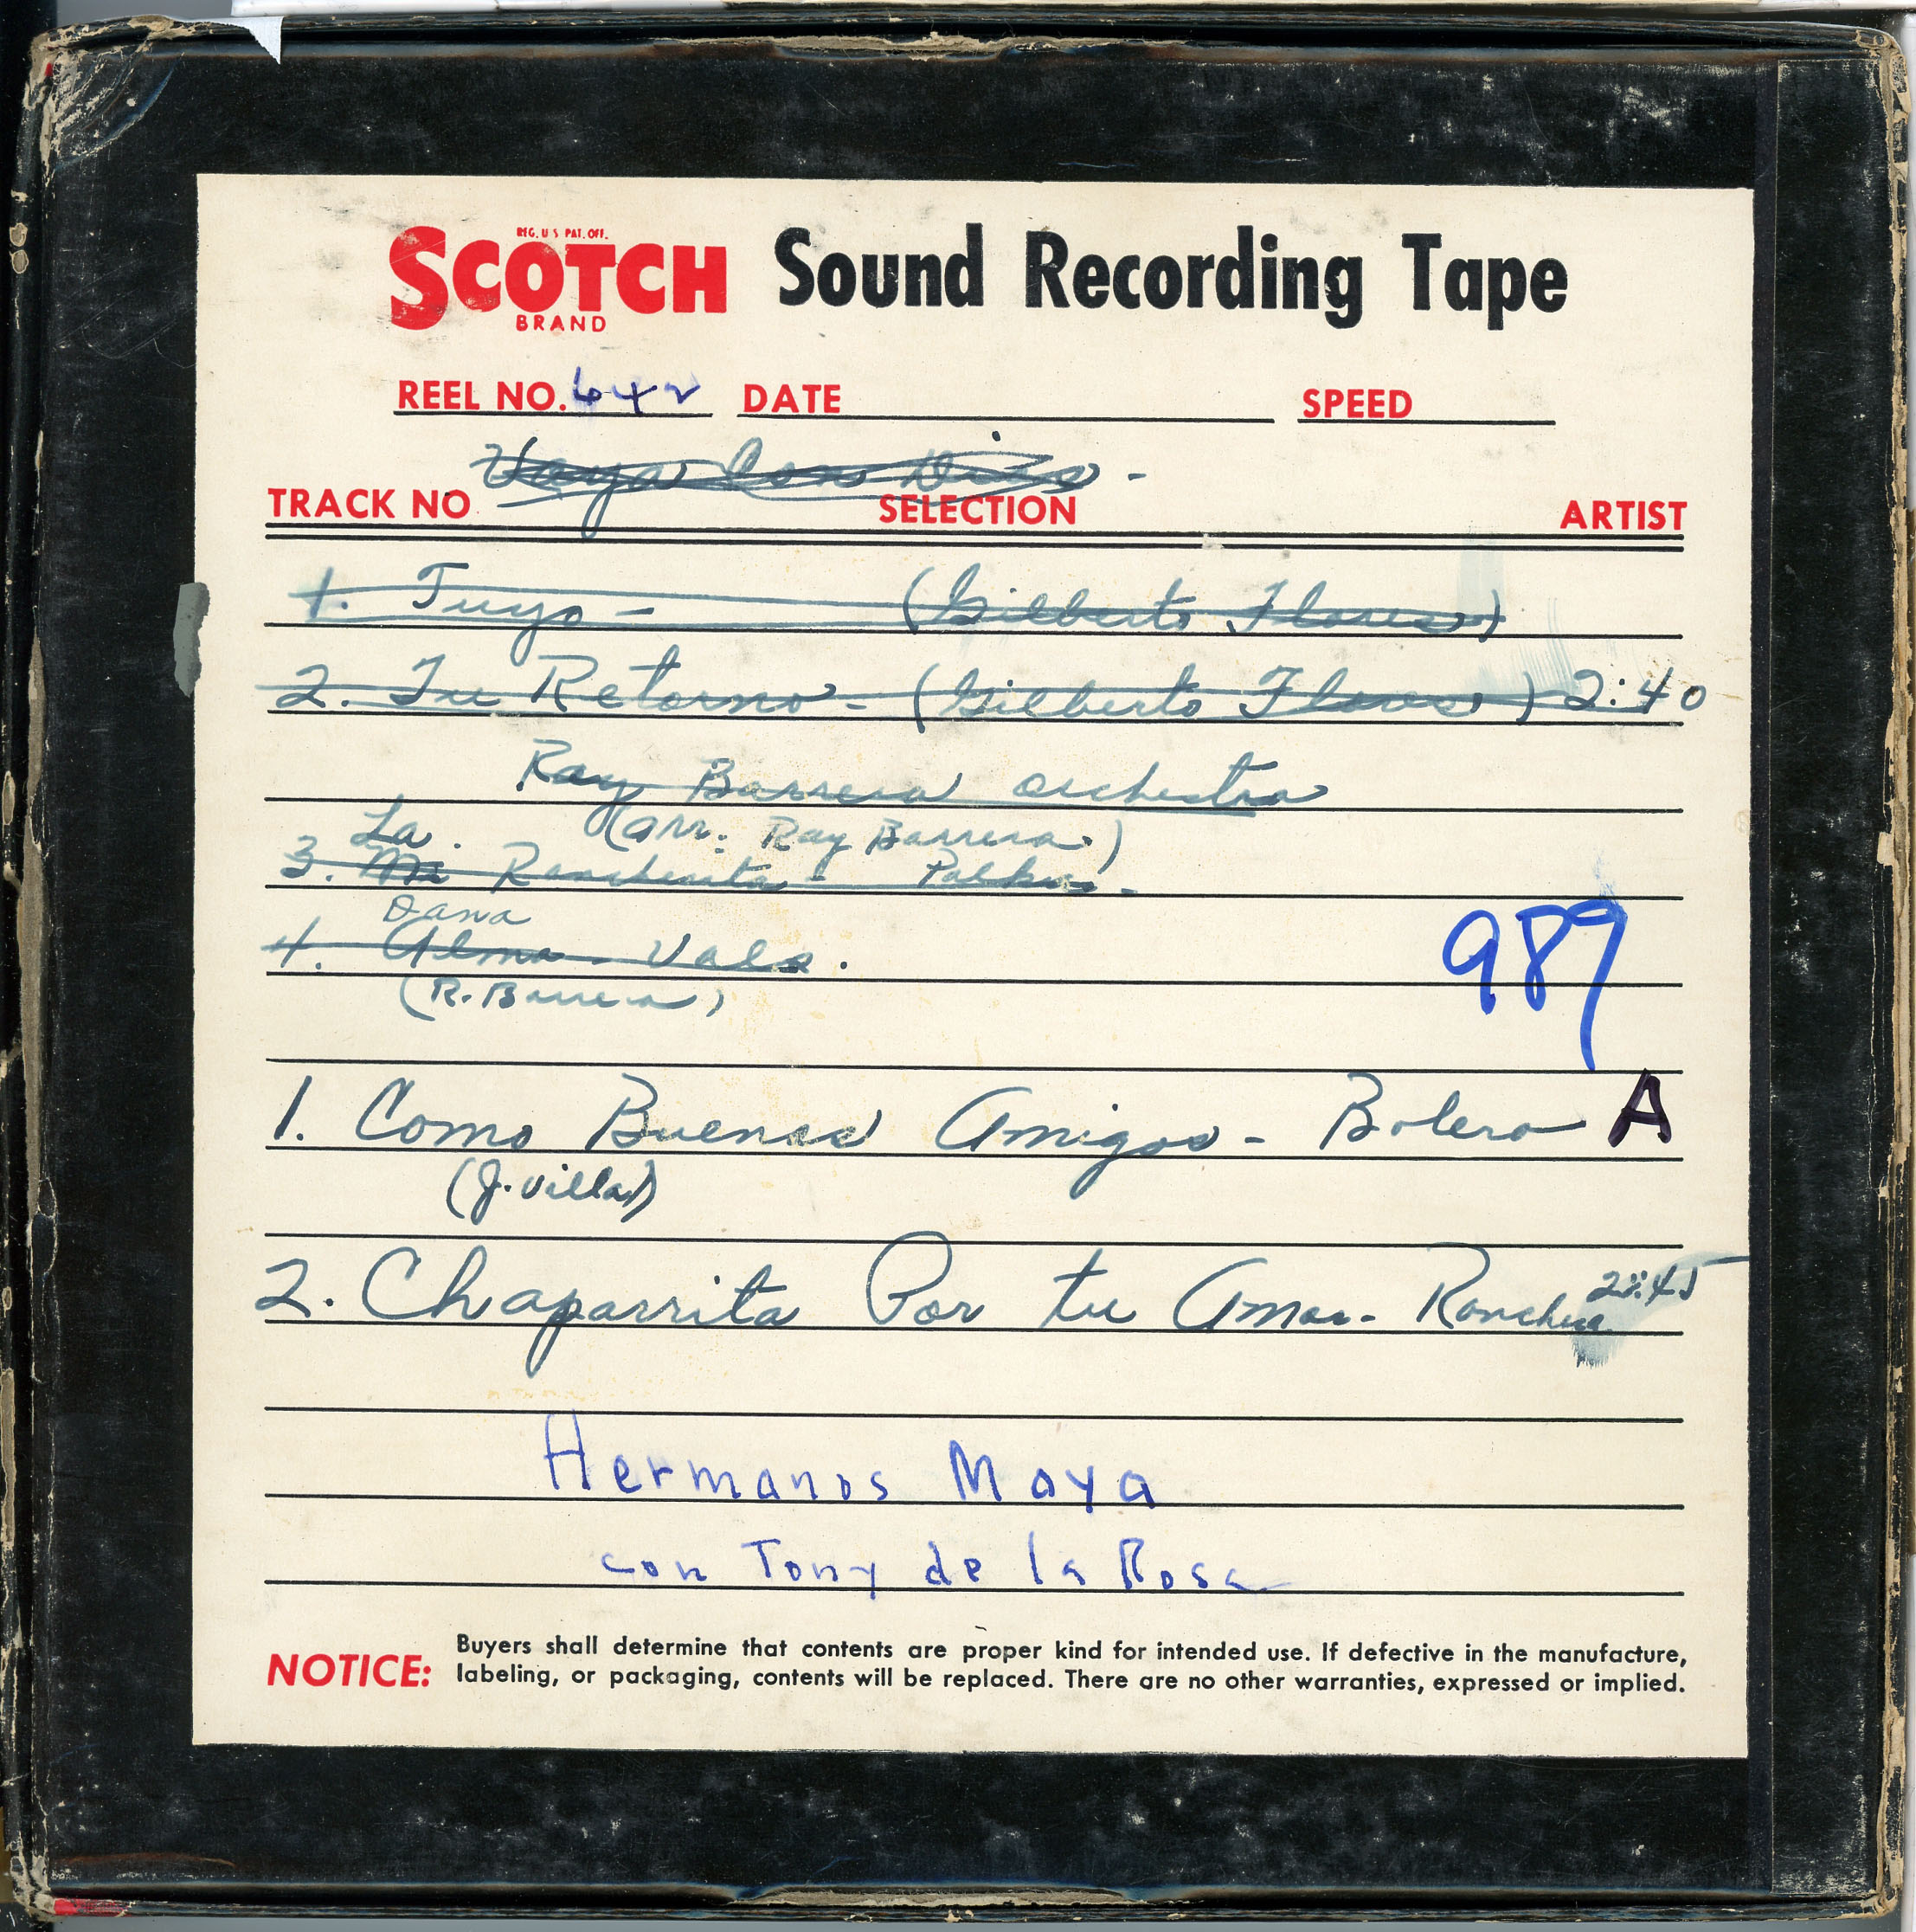 REG. U S PAT. OFF.
SCOTCH Sound Recording Tape
BRAND
REEL NO. 642 DATE SPEED
Vaya Con Dios -
TRACK NO SELECTION ARTIST
1. Tuyo - (Gilberto Flores)
2. Tu Retorno - (Gilberto Flores) 2:40
Ray Barrera orchestra
La. (arr: Ray Barrera.)
3. Mi Rancherita - Polka -
Dana
4. Alma - Vals.
(R. Barrera)
989
1. Como Buenos Amigos - Bolero A
(J. Villa)
2. Chaparrita Por tu Amor - Ranchera 2:45
Hermanos Moya
con Tony de la Rosa
NOTICE: Buyers shall determine that contents are proper kind for intended use. If defective in the manufacture,
labeling, or packaging, contents will be replaced. There are no other warranties, expressed or implied.